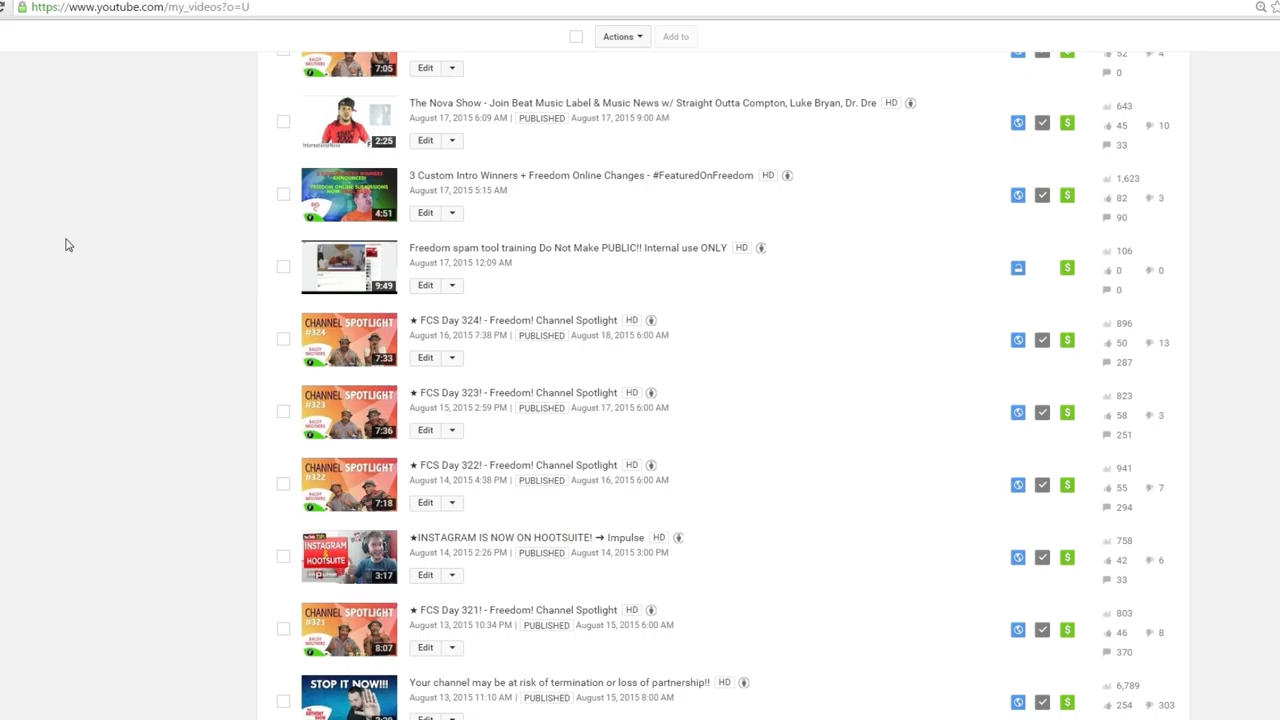 https://www.youtube.com/my_videos?o=U
Actions
Add to
7:05
Edit
52
4
0
The Nova Show - Join Beat Music Label & Music News w/ Straight Outta Compton, Luke Bryan, Dr. Dre HD
August 17, 2015 6:09 AM | PUBLISHED August 17, 2015 9:00 AM
2:25
Edit
643
45
10
33
3 Custom Intro Winners + Freedom Online Changes - #FeaturedOnFreedom HD
August 17, 2015 5:15 AM
4:51
Edit
1,623
82
3
90
Freedom spam tool training Do Not Make PUBLIC!! Internal use ONLY HD
August 17, 2015 12:09 AM
9:49
Edit
106
0
0
0
★ FCS Day 324! - Freedom! Channel Spotlight HD
August 16, 2015 7:38 PM | PUBLISHED August 18, 2015 6:00 AM
CHANNEL SPOTLIGHT
#324
7:33
Edit
896
50
13
287
★ FCS Day 323! - Freedom! Channel Spotlight HD
August 15, 2015 2:59 PM | PUBLISHED August 17, 2015 6:00 AM
CHANNEL SPOTLIGHT
#323
7:36
Edit
823
58
3
251
★ FCS Day 322! - Freedom! Channel Spotlight HD
August 14, 2015 4:38 PM | PUBLISHED August 16, 2015 6:00 AM
CHANNEL SPOTLIGHT
#322
7:18
Edit
941
55
7
294
★INSTAGRAM IS NOW ON HOOTSUITE! ➔ Impulse HD
August 14, 2015 2:26 PM | PUBLISHED August 14, 2015 3:00 PM
INSTAGRAM
HOOTSUITE
3:17
Edit
758
42
6
33
★ FCS Day 321! - Freedom! Channel Spotlight HD
August 13, 2015 10:34 PM | PUBLISHED August 15, 2015 6:00 AM
CHANNEL SPOTLIGHT
#321
8:07
Edit
803
46
8
370
Your channel may be at risk of termination or loss of partnership!! HD
August 13, 2015 11:10 AM | PUBLISHED August 15, 2015 8:00 AM
STOP IT NOW!!!
Edit
6,789
254
303